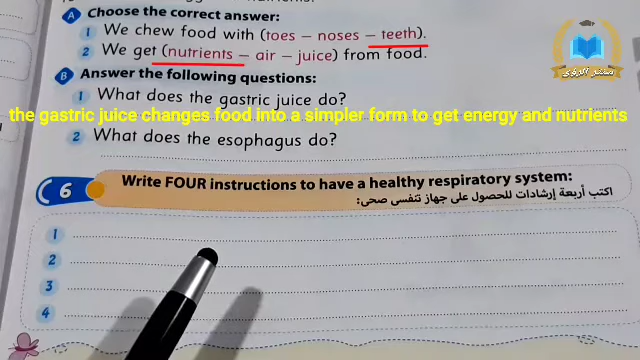 A Choose the correct answer:
1 We chew food with (toes – noses – teeth).
2 We get (nutrients – air – juice) from food.
B Answer the following questions:
1 What does the gastric juice do?
the gastric juice changes food into a simpler form to get energy and nutrients
2 What does the esophagus do?
6 Write FOUR instructions to have a healthy respiratory system:
اكتب أربعة إرشادات للحصول على جهاز تنفسى صحى:
1
2
3
4